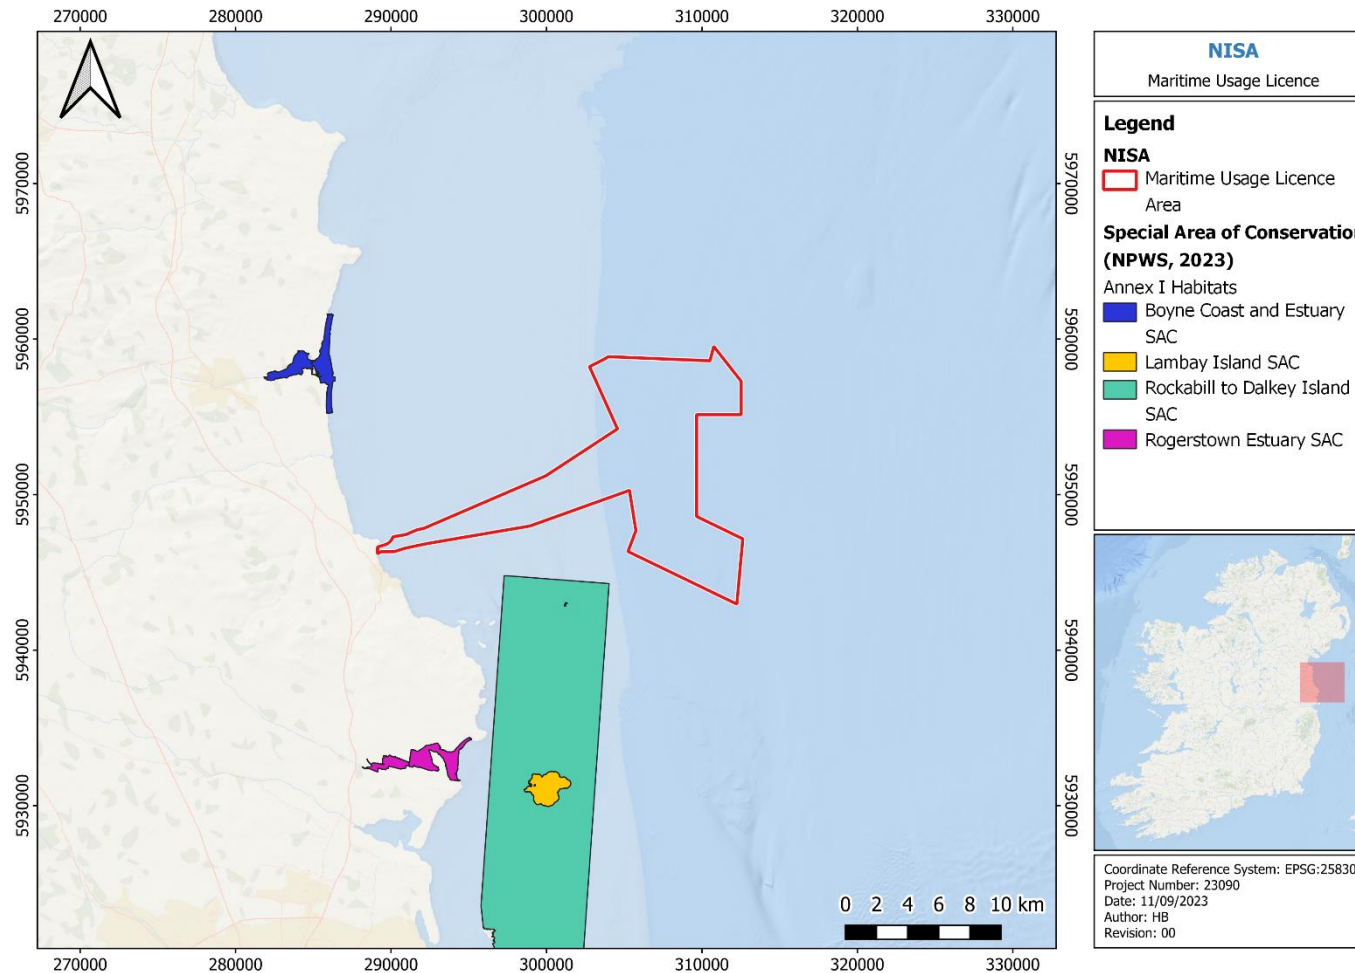 270000 280000 290000 300000 310000 320000 330000
5970000
5960000
5950000
5940000
5930000
5970000
5960000
5950000
5940000
5930000
0 2 4 6 8 10 km
270000 280000 290000 300000 310000 320000 330000
NISA
Maritime Usage Licence
Legend
NISA
Maritime Usage Licence
Area
Special Area of Conservation
(NPWS, 2023)
Annex I Habitats
Boyne Coast and Estuary
SAC
Lambay Island SAC
Rockabill to Dalkey Island
SAC
Rogerstown Estuary SAC
Coordinate Reference System: EPSG:25830
Project Number: 23090
Date: 11/09/2023
Author: HB
Revision: 00